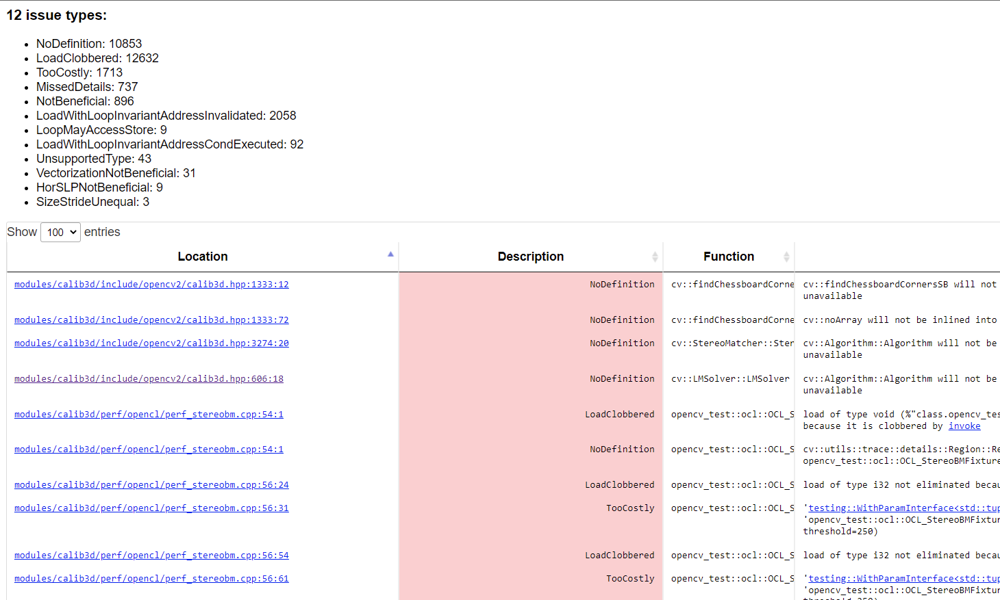 12 issue types:
NoDefinition: 10853
LoadClobbered: 12632
TooCostly: 1713
MissedDetails: 737
NotBeneficial: 896
LoadWithLoopInvariantAddressInvalidated: 2058
LoopMayAccessStore: 9
LoadWithLoopInvariantAddressCondExecuted: 92
UnsupportedType: 43
VectorizationNotBeneficial: 31
HorSLPNotBeneficial: 9
SizeStrideUnequal: 3
Show 100 entries
Location Description Function
modules/calib3d/include/opencv2/calib3d.hpp:1333:12 NoDefinition cv::findChessboardCorne cv::findChessboardCornersSB will not
unavailable
modules/calib3d/include/opencv2/calib3d.hpp:1333:72 NoDefinition cv::findChessboardCorne cv::noArray will not be inlined into
modules/calib3d/include/opencv2/calib3d.hpp:3274:20 NoDefinition cv::StereoMatcher::Ster cv::Algorithm::Algorithm will not be
unavailable
modules/calib3d/include/opencv2/calib3d.hpp:606:18 NoDefinition cv::LMSolver::LMSolver cv::Algorithm::Algorithm will not be
unavailable
modules/calib3d/perf/opencl/perf_stereobm.cpp:54:1 LoadClobbered opencv_test::ocl::OCL_S load of type void (%"class.opencv_tes
because it is clobbered by invoke
modules/calib3d/perf/opencl/perf_stereobm.cpp:54:1 NoDefinition opencv_test::ocl::OCL_S cv::utils::trace::details::Region::Re
opencv_test::ocl::OCL_StereoBMFixture
modules/calib3d/perf/opencl/perf_stereobm.cpp:56:24 LoadClobbered opencv_test::ocl::OCL_S load of type i32 not eliminated becau
modules/calib3d/perf/opencl/perf_stereobm.cpp:56:31 TooCostly opencv_test::ocl::OCL_S 'testing::WithParamInterface<std::tup
'opencv_test::ocl::OCL_StereoBMFixtur
threshold=250)
modules/calib3d/perf/opencl/perf_stereobm.cpp:56:54 LoadClobbered opencv_test::ocl::OCL_S load of type i32 not eliminated becau
modules/calib3d/perf/opencl/perf_stereobm.cpp:56:61 TooCostly opencv_test::ocl::OCL_S 'testing::WithParamInterface<std::tup
'opencv_test::ocl::OCL_StereoBMFixtur
threshold=250)